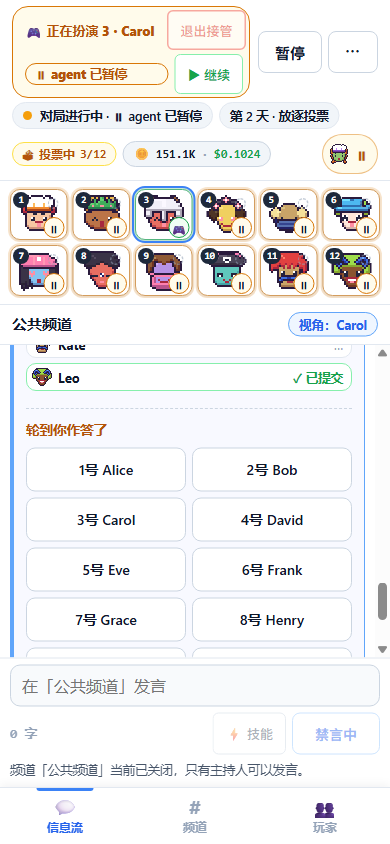 正在扮演 3 · Carol
退出接管
⏸ agent 已暂停
▶ 继续
暂停
...
对局进行中 · ⏸ agent 已暂停
第 2 天 · 放逐投票
投票中 3/12
151.1K · $0.1024
1
2
3
4
5
6
7
8
9
10
11
12
公共频道
视角: Carol
Kate
...
Leo
✓ 已提交
轮到你作答了
1号 Alice
2号 Bob
3号 Carol
4号 David
5号 Eve
6号 Frank
7号 Grace
8号 Henry
在「公共频道」发言
0 字
技能
禁言中
频道「公共频道」当前已关闭，只有主持人可以发言。
信息流
#
频道
玩家